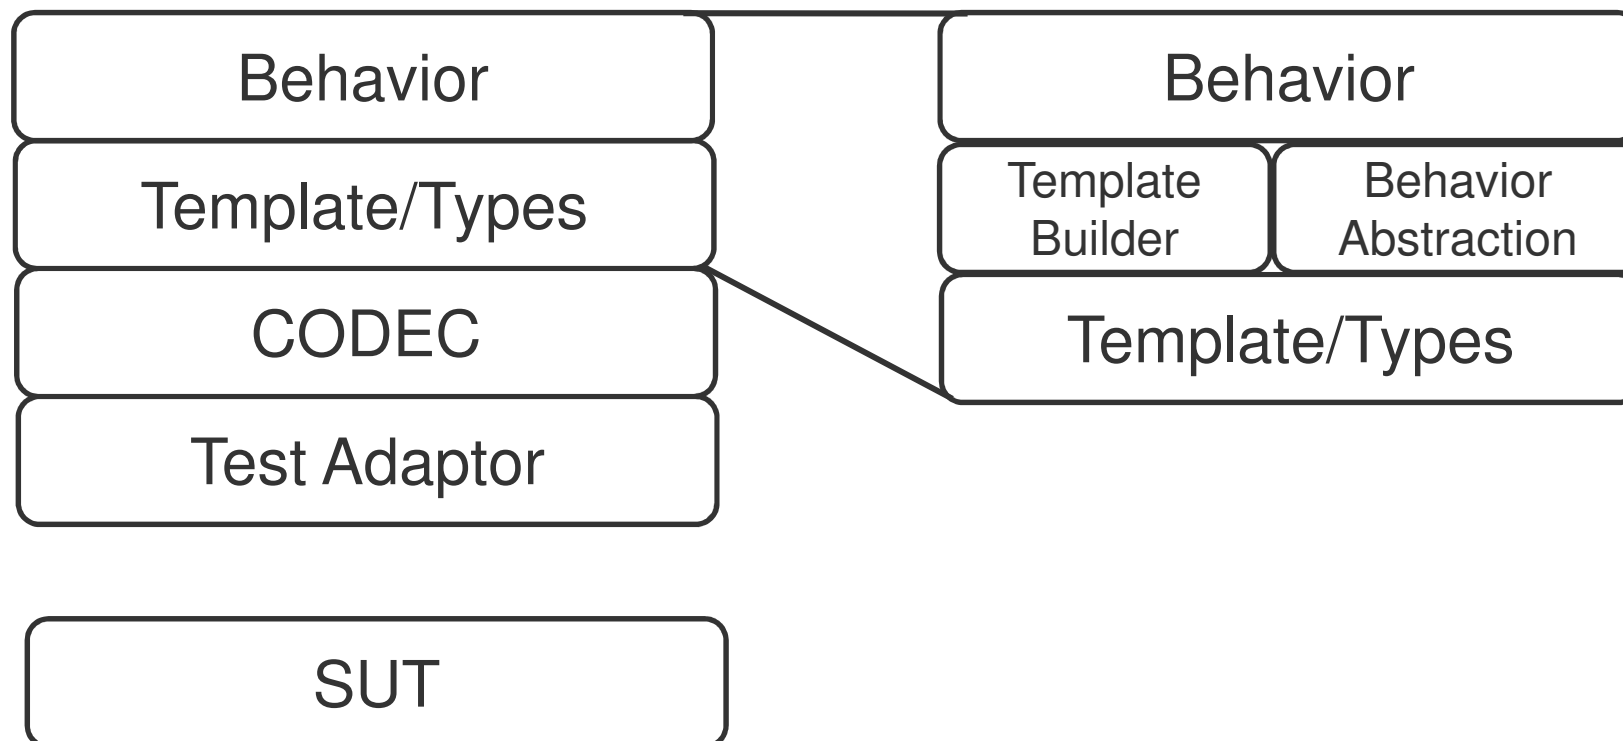 Behavior
Template/Types
CODEC
Test Adaptor
SUT
Behavior
Template
Builder
Behavior
Abstraction
Template/Types